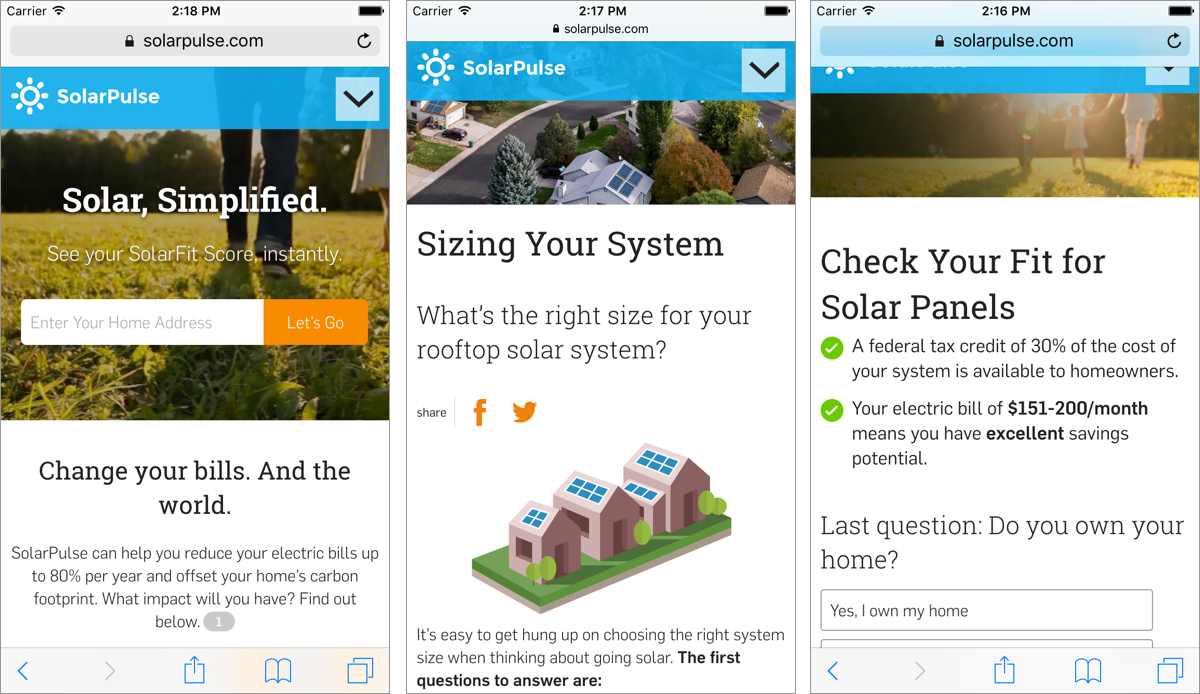 Carrier 2:18 PM
solarpulse.com
SolarPulse
Solar, Simplified.
See your SolarFit Score, instantly.
Enter Your Home Address Let's Go
Change your bills. And the
world.
SolarPulse can help you reduce your electric bills up
to 80% per year and offset your home's carbon
footprint. What impact will you have? Find out
below. 1
Carrier 2:17 PM
solarpulse.com
SolarPulse
Sizing Your System
What's the right size for your
rooftop solar system?
share
It's easy to get hung up on choosing the right system
size when thinking about going solar. The first
questions to answer are:
Carrier 2:16 PM
solarpulse.com
Check Your Fit for
Solar Panels
A federal tax credit of 30% of the cost of
your system is available to homeowners.
Your electric bill of $151-200/month
means you have excellent savings
potential.
Last question: Do you own your
home?
Yes, I own my home